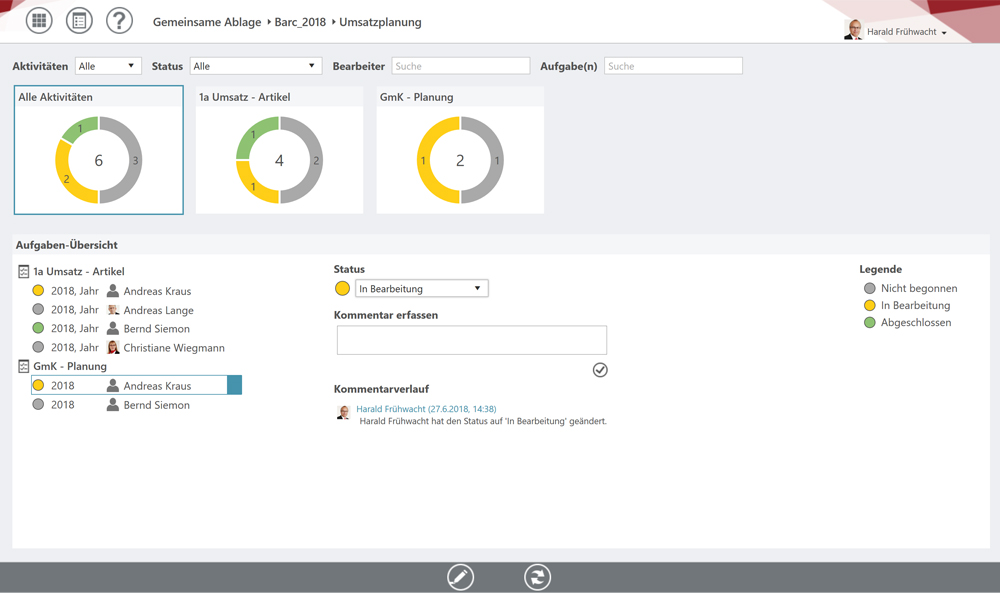 Gemeinsame Ablage Barc_2018 Umsatzplanung
Harald Frühwacht
Aktivitäten Alle Status Alle Bearbeiter Suche Aufgabe(n) Suche
Alle Aktivitäten
1 2 3 6
1a Umsatz - Artikel
1 1 2 4
GmK - Planung
1 2 1
Aufgaben-Übersicht
1a Umsatz - Artikel
2018, Jahr Andreas Kraus
2018, Jahr Andreas Lange
2018, Jahr Bernd Siemon
2018, Jahr Christiane Wiegmann
GmK - Planung
2018 Andreas Kraus
2018 Bernd Siemon
Status
In Bearbeitung
Kommentar erfassen
Kommentarverlauf
Harald Frühwacht (27.6.2018, 14:38)
Harald Frühwacht hat den Status auf 'In Bearbeitung' geändert.
Legende
Nicht begonnen
In Bearbeitung
Abgeschlossen